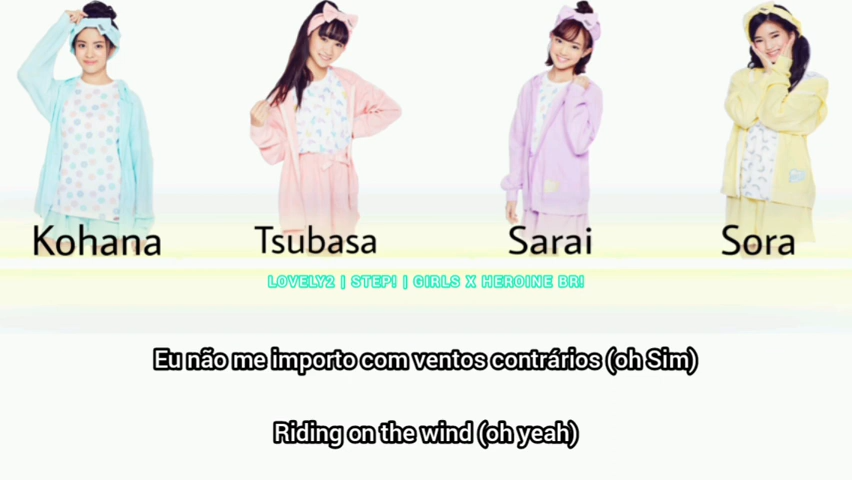 Kohana Tsubasa Sarai Sora
LOVELY2 | STEP! | GIRLS X HEROINE BR!
Eu não me importo com ventos contrários (oh Sim)
Riding on the wind (oh yeah)